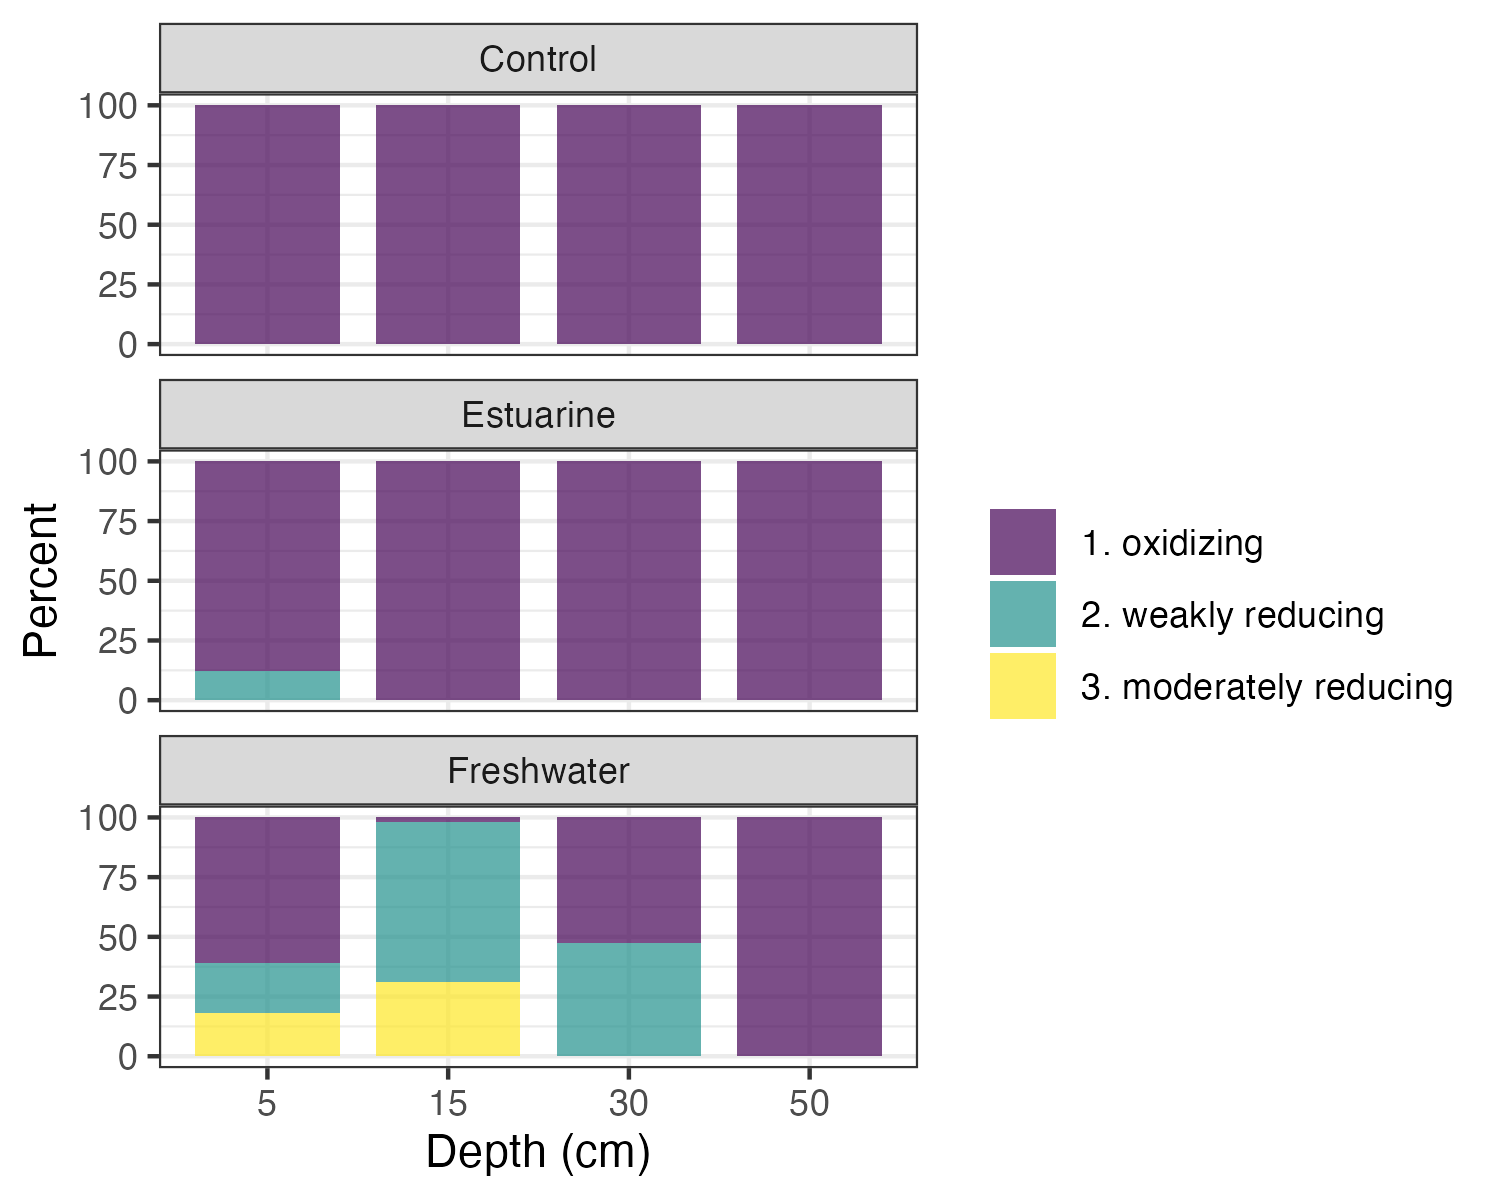 Control
100
75
50
25
0
Estuarine
100
75
50
25
0
Freshwater
100
75
50
25
0
5 15 30 50
Depth (cm)
Percent
1. oxidizing
2. weakly reducing
3. moderately reducing